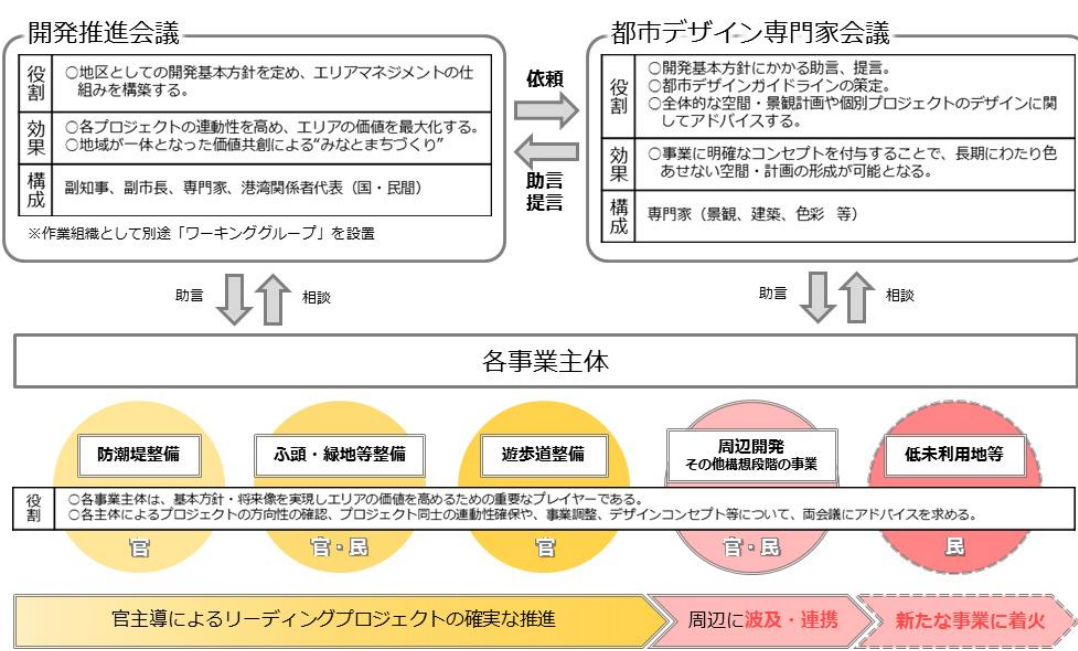 開発推進会議
役割
○地区としての開発基本方針を定め、エリアマネジメントの仕
組みを構築する。
効果
○各プロジェクトの連動性を高め、エリアの価値を最大化する。
○地域が一体となった価値共創による“みなとまちづくり”
構成
副知事、副市長、専門家、港湾関係者代表（国・民間）
※作業組織として別途「ワーキンググループ」を設置
依頼
助言
提言
都市デザイン専門家会議
役割
○開発基本方針にかかる助言、提言。
○都市デザインガイドラインの策定。
○全体的な空間・景観計画や個別プロジェクトのデザインに関
してアドバイスする。
効果
○事業に明確なコンセプトを付与することで、長期にわたり色
あせない空間・計画の形成が可能となる。
構成
専門家（景観、建築、色彩　等）
助言
相談
助言
相談
各事業主体
防潮堤整備
ふ頭・緑地等整備
遊歩道整備
周辺開発
その他構想段階の事業
低未利用地等
役割
○各事業主体は、基本方針・将来像を実現しエリアの価値を高めるための重要なプレイヤーである。
○各主体によるプロジェクトの方向性の確認、プロジェクト同士の連動性確保や、事業調整、デザインコンセプト等について、両会議にアドバイスを求める。
官
官・民
官
官・民
民
官主導によるリーディングプロジェクトの確実な推進
周辺に波及・連携
新たな事業に着火